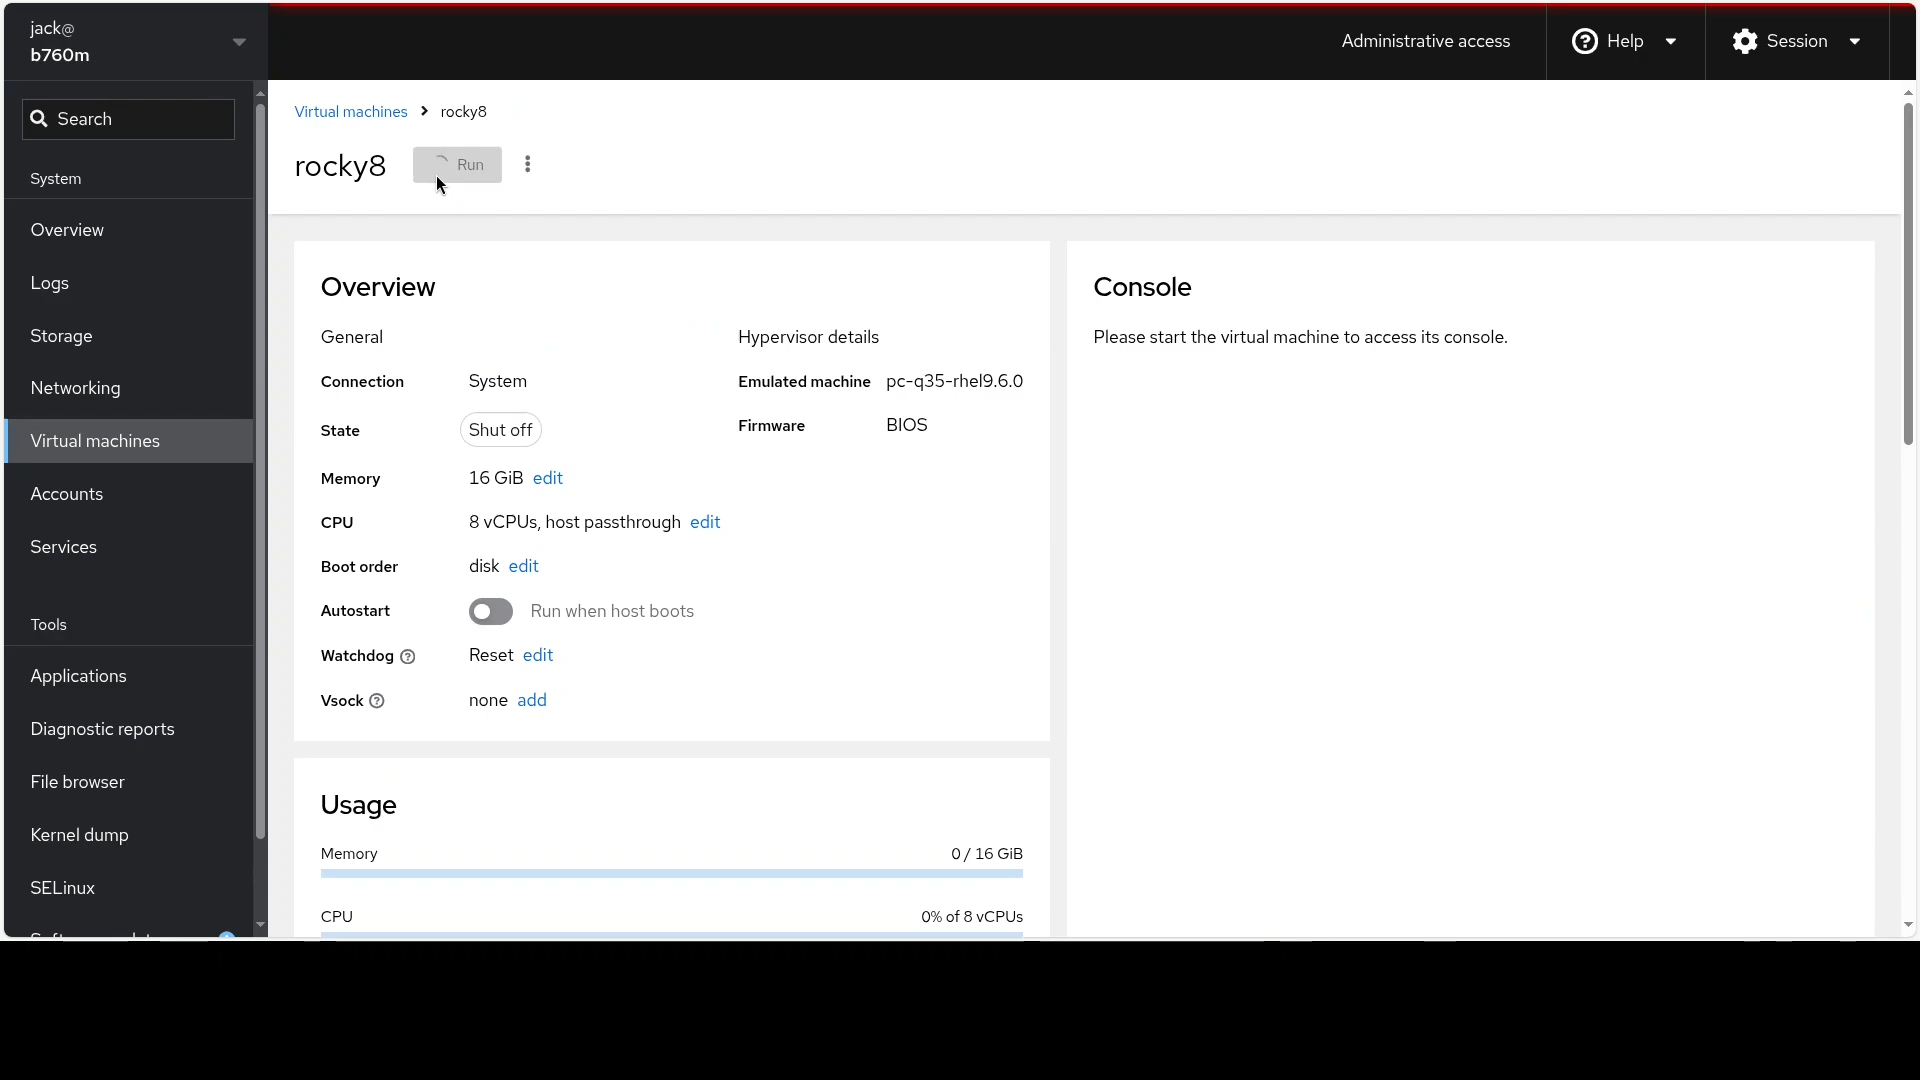 jack@
b760m
Administrative access
Help
Session
Search
System
Overview
Logs
Storage
Networking
Virtual machines
Accounts
Services
Tools
Applications
Diagnostic reports
File browser
Kernel dump
SELinux
Virtual machines > rocky8
rocky8
Run
Overview
General
Connection System
State Shut off
Memory 16 GiB edit
CPU 8 vCPUs, host passthrough edit
Boot order disk edit
Autostart Run when host boots
Watchdog Reset edit
Vsock none add
Hypervisor details
Emulated machine pc-q35-rhel9.6.0
Firmware BIOS
Usage
Memory 0 / 16 GiB
CPU 0% of 8 vCPUs
Console
Please start the virtual machine to access its console.